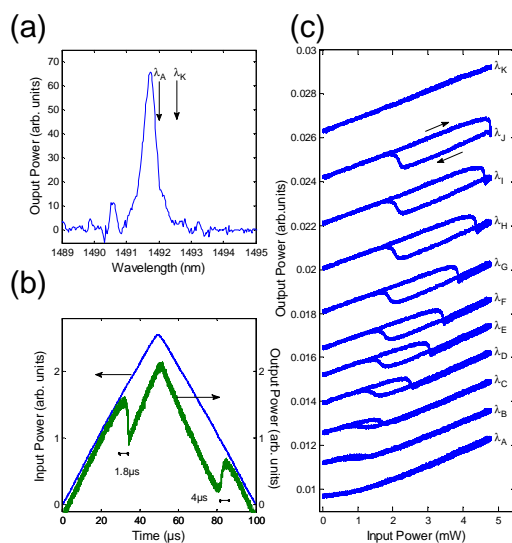 (a)
70
60
50
40
30
20
10
0
Ouput Power (arb. units)
λA
λK
1489 1490 1491 1492 1493 1494 1495
Wavelength (nm)
(b)
Input Power (arb. units)
2
1
0
Output Power (arb. units)
2
1
0
1.8µs
4µs
0 20 40 60 80 100
Time (µs)
(c)
Output Power (arb.units)
0.03
0.028
0.026
0.024
0.022
0.02
0.018
0.016
0.014
0.012
0.01
λK
λJ
λI
λH
λG
λF
λE
λD
λC
λB
λA
0 1 2 3 4 5
Input Power (mW)